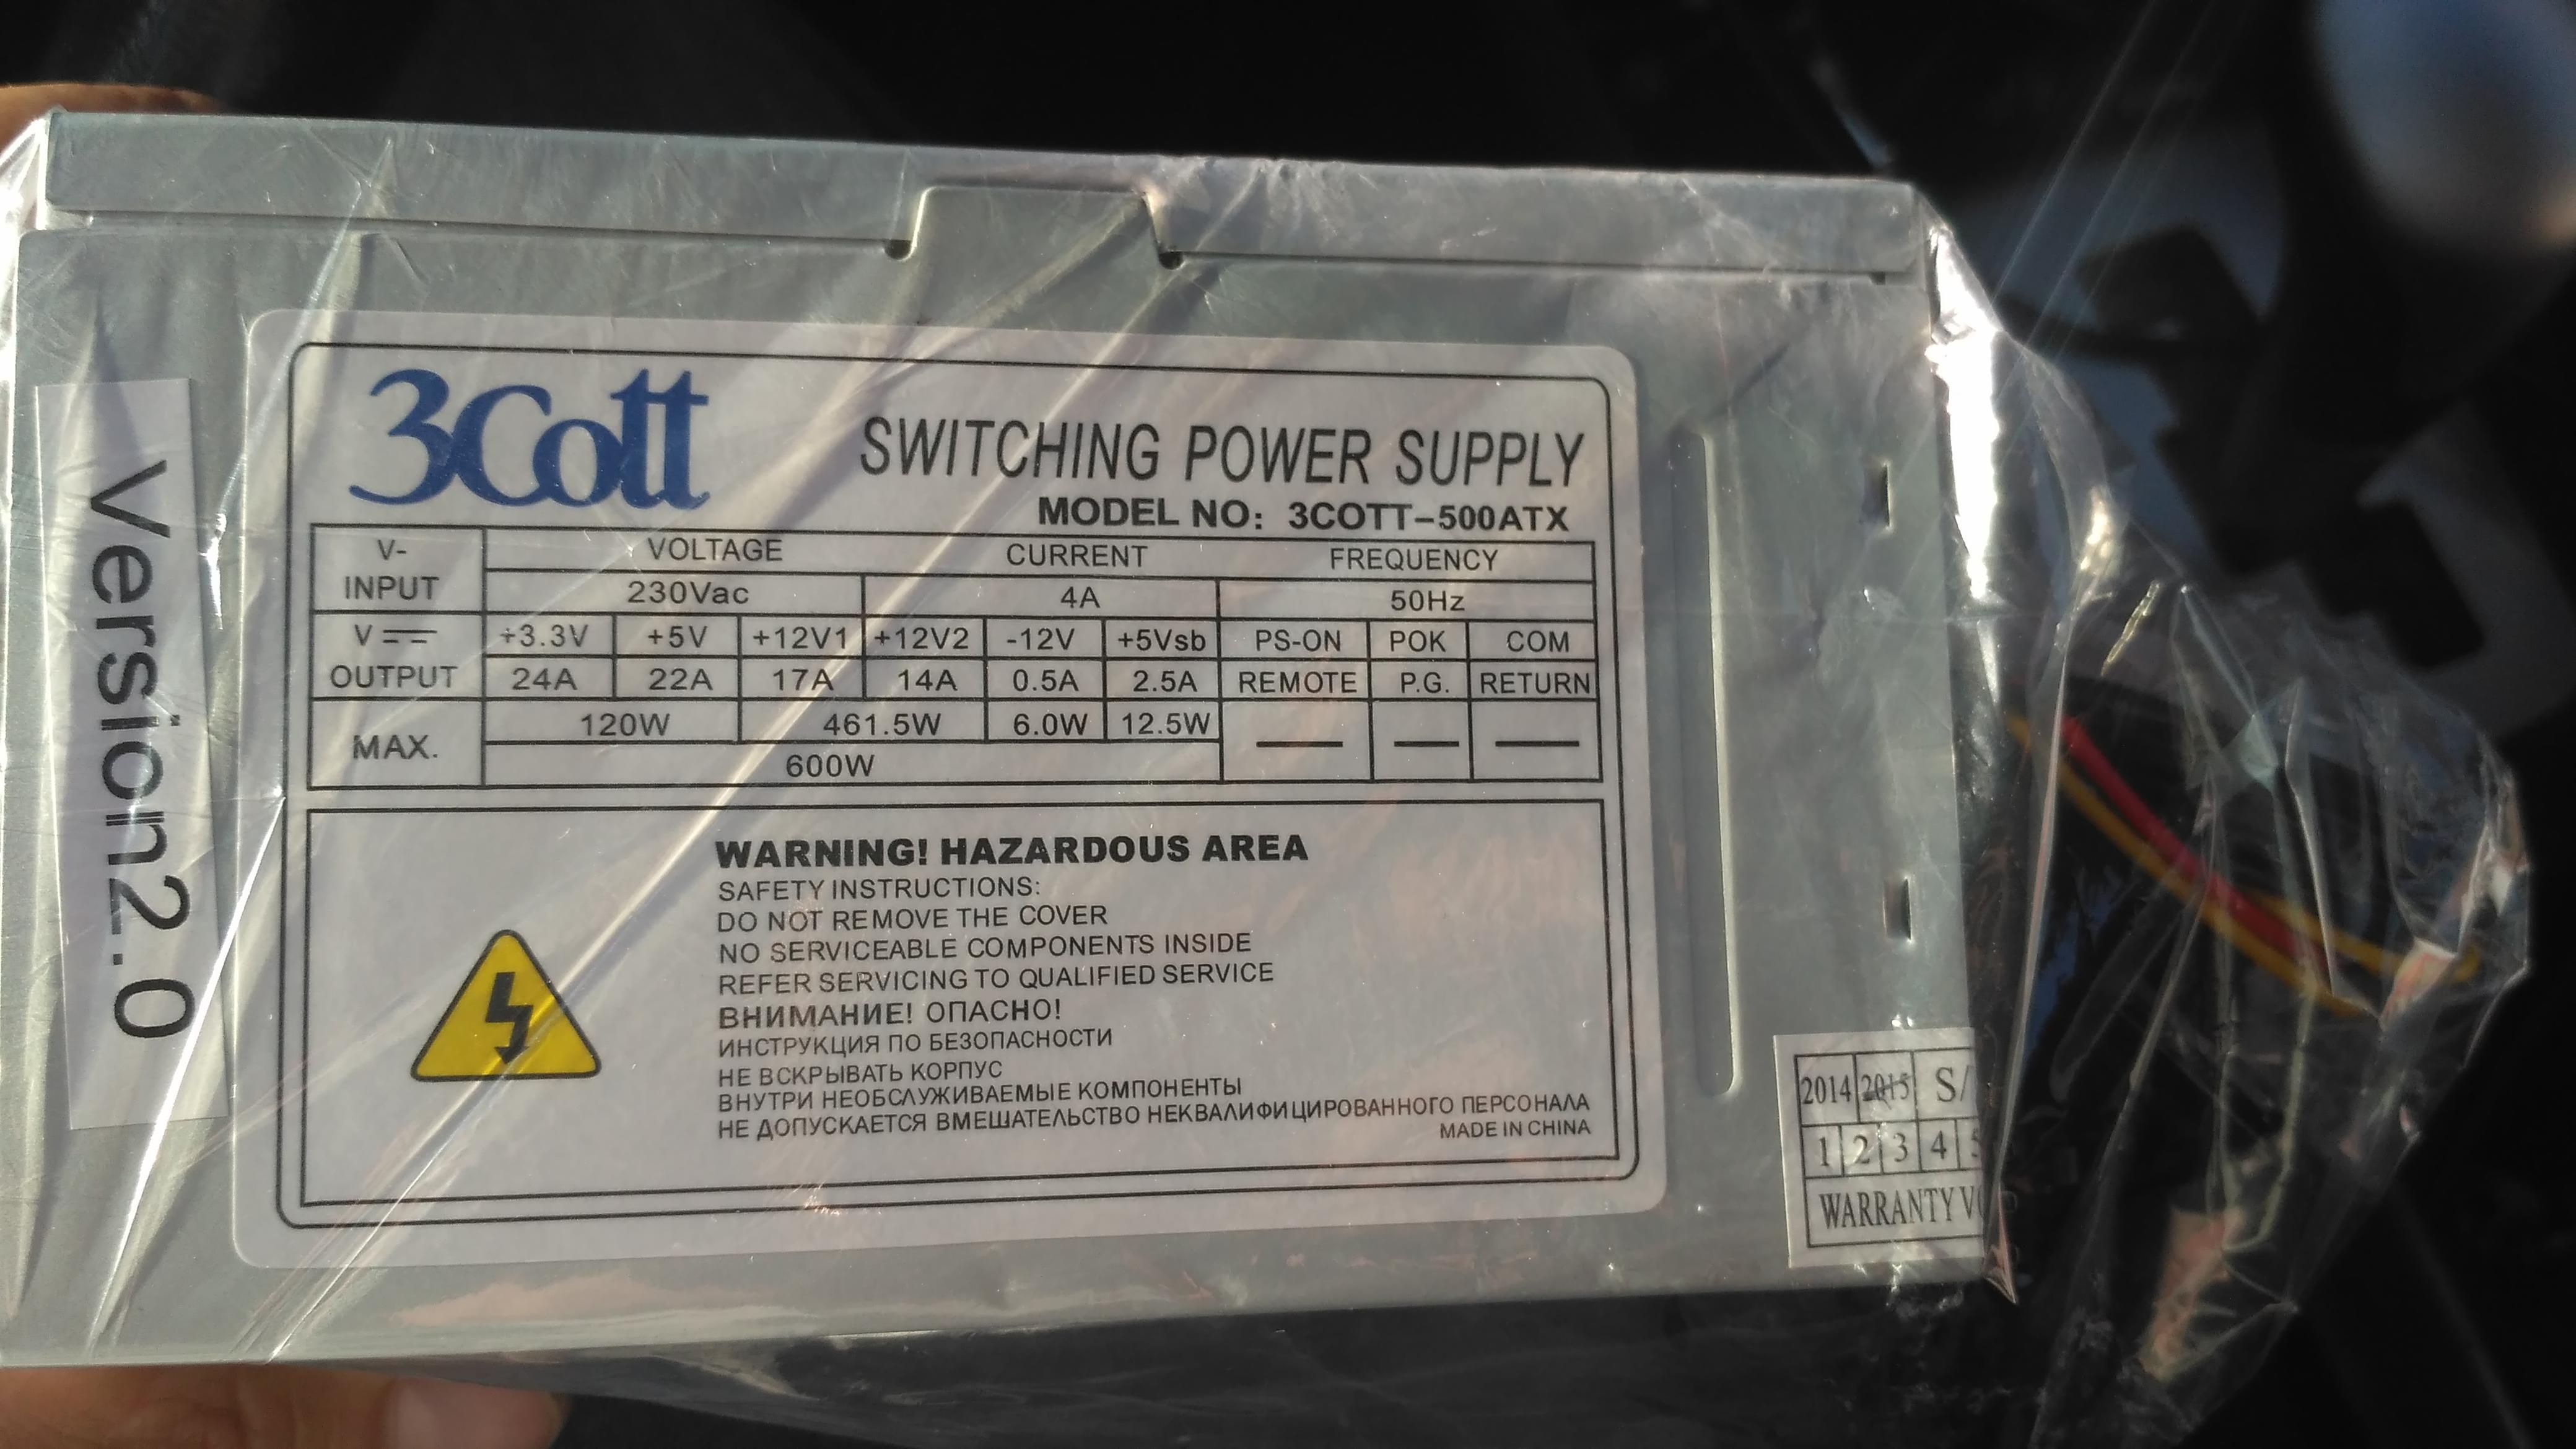 3Cott
SWITCHING POWER SUPPLY
MODEL NO: 3COTT-500ATX
V- INPUT VOLTAGE CURRENT FREQUENCY
230Vac 4A 50Hz
V OUTPUT +3.3V +5V +12V1 +12V2 -12V +5Vsb PS-ON POK COM
24A 22A 17A 14A 0.5A 2.5A REMOTE P.G. RETURN
MAX. 120W 461.5W 6.0W 12.5W — — —
600W
WARNING! HAZARDOUS AREA
SAFETY INSTRUCTIONS:
DO NOT REMOVE THE COVER
NO SERVICEABLE COMPONENTS INSIDE
REFER SERVICING TO QUALIFIED SERVICE
ВНИМАНИЕ! ОПАСНО!
ИНСТРУКЦИЯ ПО БЕЗОПАСНОСТИ
НЕ ВСКРЫВАТЬ КОРПУС
ВНУТРИ НЕОБСЛУЖИВАЕМЫЕ КОМПОНЕНТЫ
НЕ ДОПУСКАЕТСЯ ВМЕШАТЕЛЬСТВО НЕКВАЛИФИЦИРОВАННОГО ПЕРСОНАЛА
MADE IN CHINA
Version2.0
2014 2015 S/
1 2 3 4 5
WARRANTY